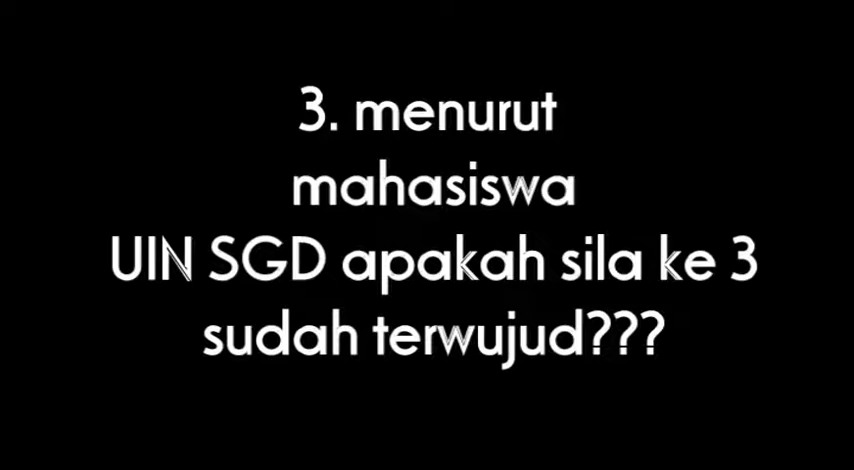 3. menurut
mahasiswa
UIN SGD apakah sila ke 3
sudah terwujud???